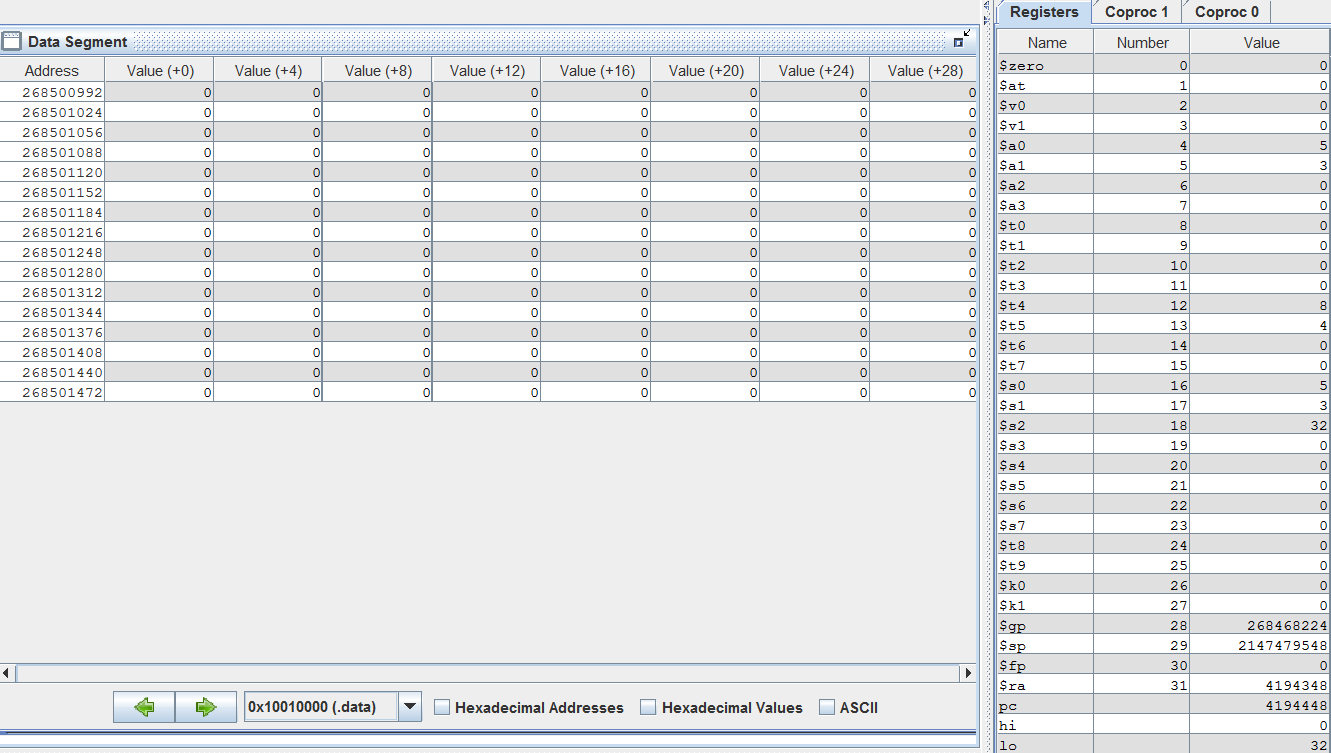 Data Segment
Address Value (+0) Value (+4) Value (+8) Value (+12) Value (+16) Value (+20) Value (+24) Value (+28)
268500992 0 0 0 0 0 0 0 0
268501024 0 0 0 0 0 0 0 0
268501056 0 0 0 0 0 0 0 0
268501088 0 0 0 0 0 0 0 0
268501120 0 0 0 0 0 0 0 0
268501152 0 0 0 0 0 0 0 0
268501184 0 0 0 0 0 0 0 0
268501216 0 0 0 0 0 0 0 0
268501248 0 0 0 0 0 0 0 0
268501280 0 0 0 0 0 0 0 0
268501312 0 0 0 0 0 0 0 0
268501344 0 0 0 0 0 0 0 0
268501376 0 0 0 0 0 0 0 0
268501408 0 0 0 0 0 0 0 0
268501440 0 0 0 0 0 0 0 0
268501472 0 0 0 0 0 0 0 0
0x10010000 (.data) Hexadecimal Addresses Hexadecimal Values ASCII
Registers Coproc 1 Coproc 0
Name Number Value
$zero 0 0
$at 1 0
$v0 2 0
$v1 3 0
$a0 4 5
$a1 5 3
$a2 6 0
$a3 7 0
$t0 8 0
$t1 9 0
$t2 10 0
$t3 11 0
$t4 12 8
$t5 13 4
$t6 14 0
$t7 15 0
$s0 16 5
$s1 17 3
$s2 18 32
$s3 19 0
$s4 20 0
$s5 21 0
$s6 22 0
$s7 23 0
$t8 24 0
$t9 25 0
$k0 26 0
$k1 27 0
$gp 28 268468224
$sp 29 2147479548
$fp 30 0
$ra 31 4194348
pc 4194448
hi 0
lo 32